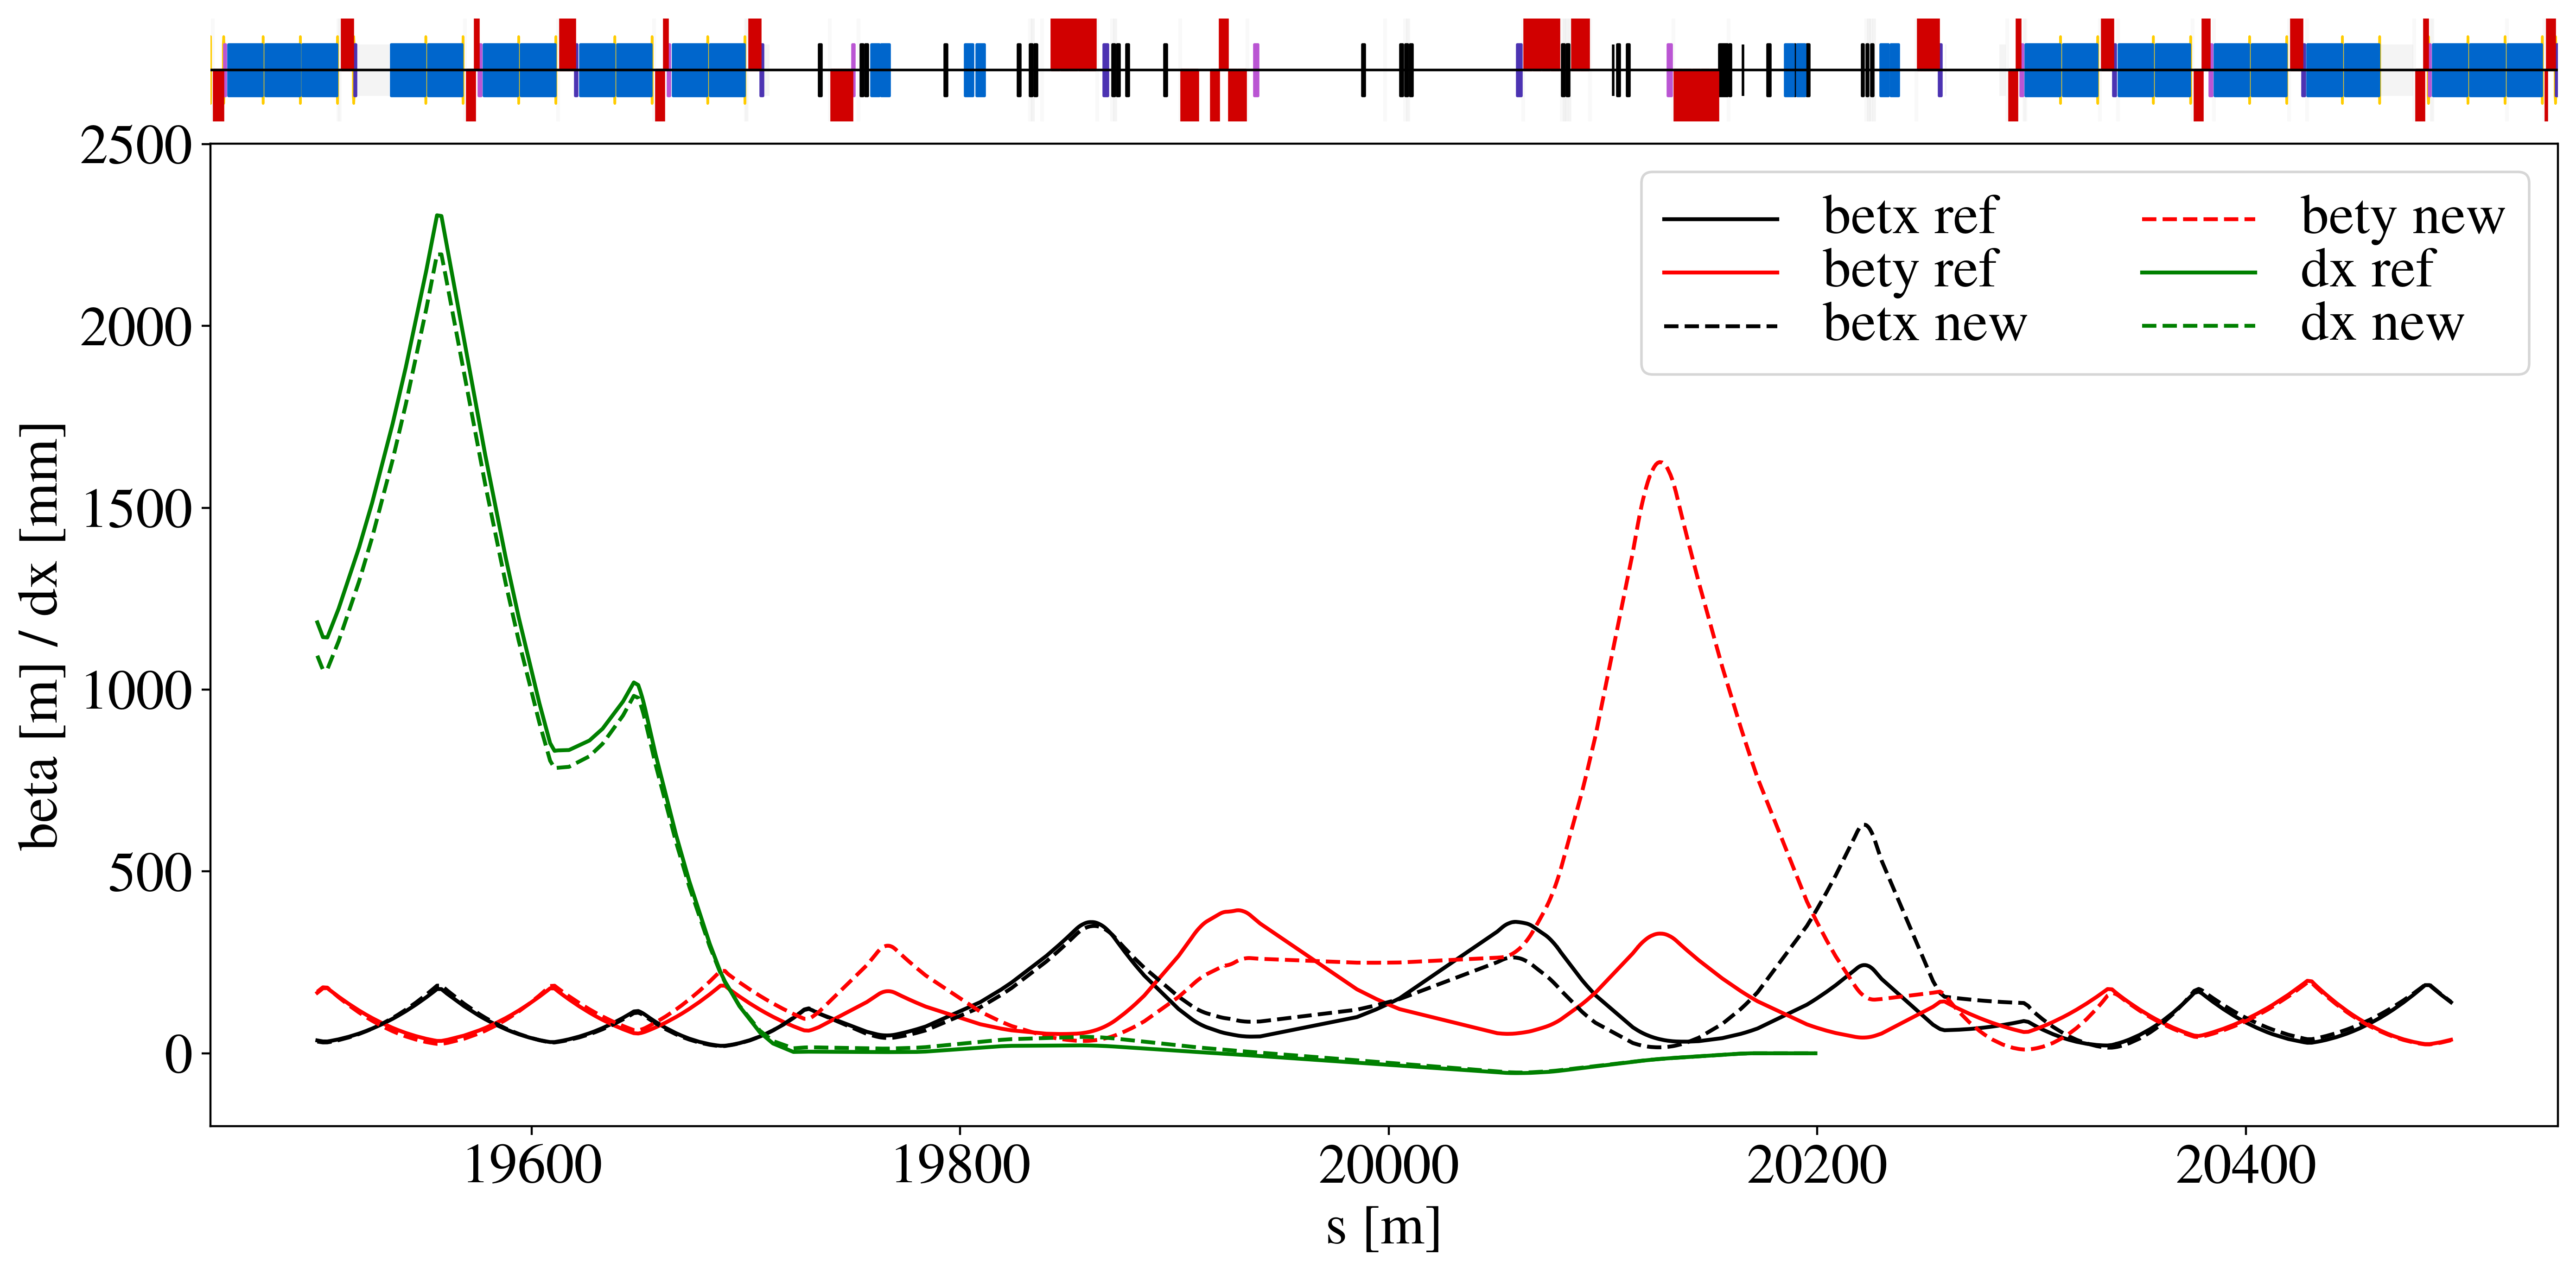 2500
2000
1500
1000
500
0
beta [m] / dx [mm]
betx ref
bety ref
betx new
bety new
dx ref
dx new
19600 19800 20000 20200 20400
s [m]